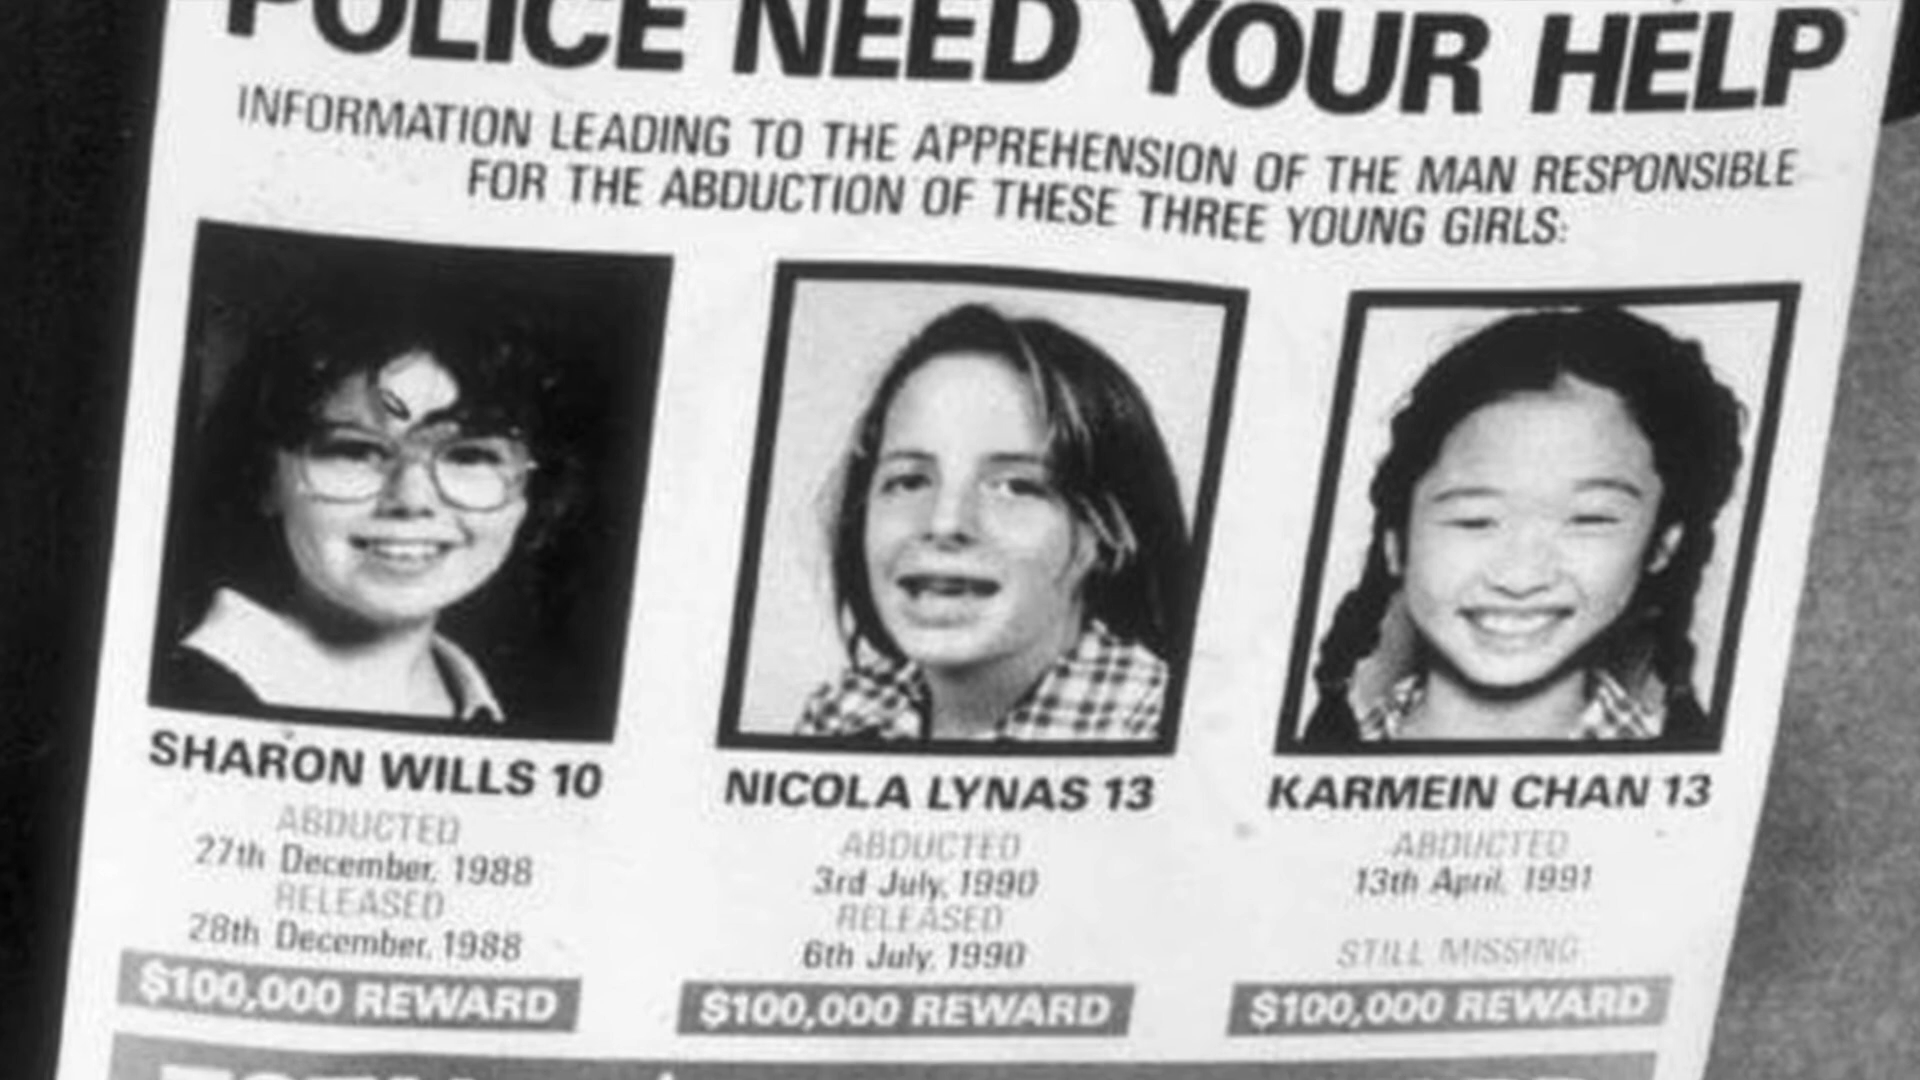 POLICE NEED YOUR HELP
INFORMATION LEADING TO THE APPREHENSION OF THE MAN RESPONSIBLE
FOR THE ABDUCTION OF THESE THREE YOUNG GIRLS:
SHARON WILLS 10
ABDUCTED
27th December, 1988
RELEASED
28th December, 1988
$100,000 REWARD
NICOLA LYNAS 13
ABDUCTED
3rd July, 1990
RELEASED
6th July, 1990
$100,000 REWARD
KARMEIN CHAN 13
ABDUCTED
13th April, 1991
STILL MISSING
$100,000 REWARD